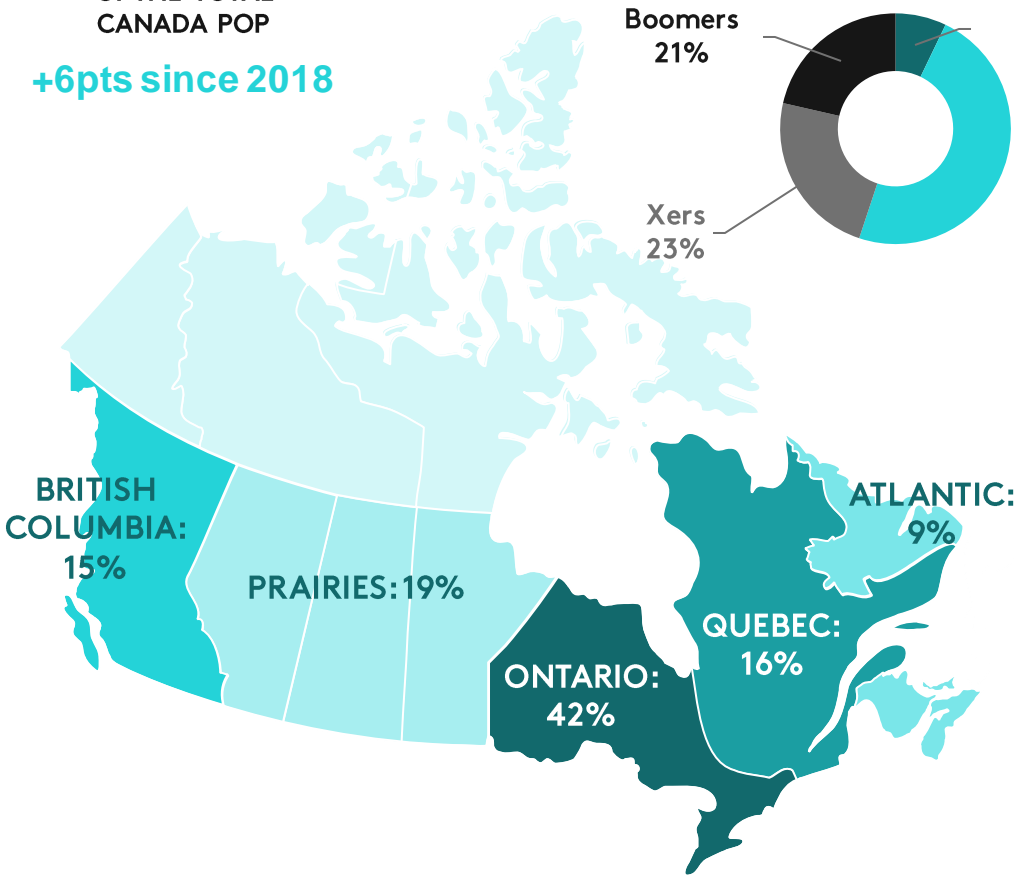 CANADA POP
+6pts since 2018
Boomers
21%
Xers
23%
BRITISH
COLUMBIA:
15%
PRAIRIES: 19%
ONTARIO:
42%
QUEBEC:
16%
ATLANTIC:
9%